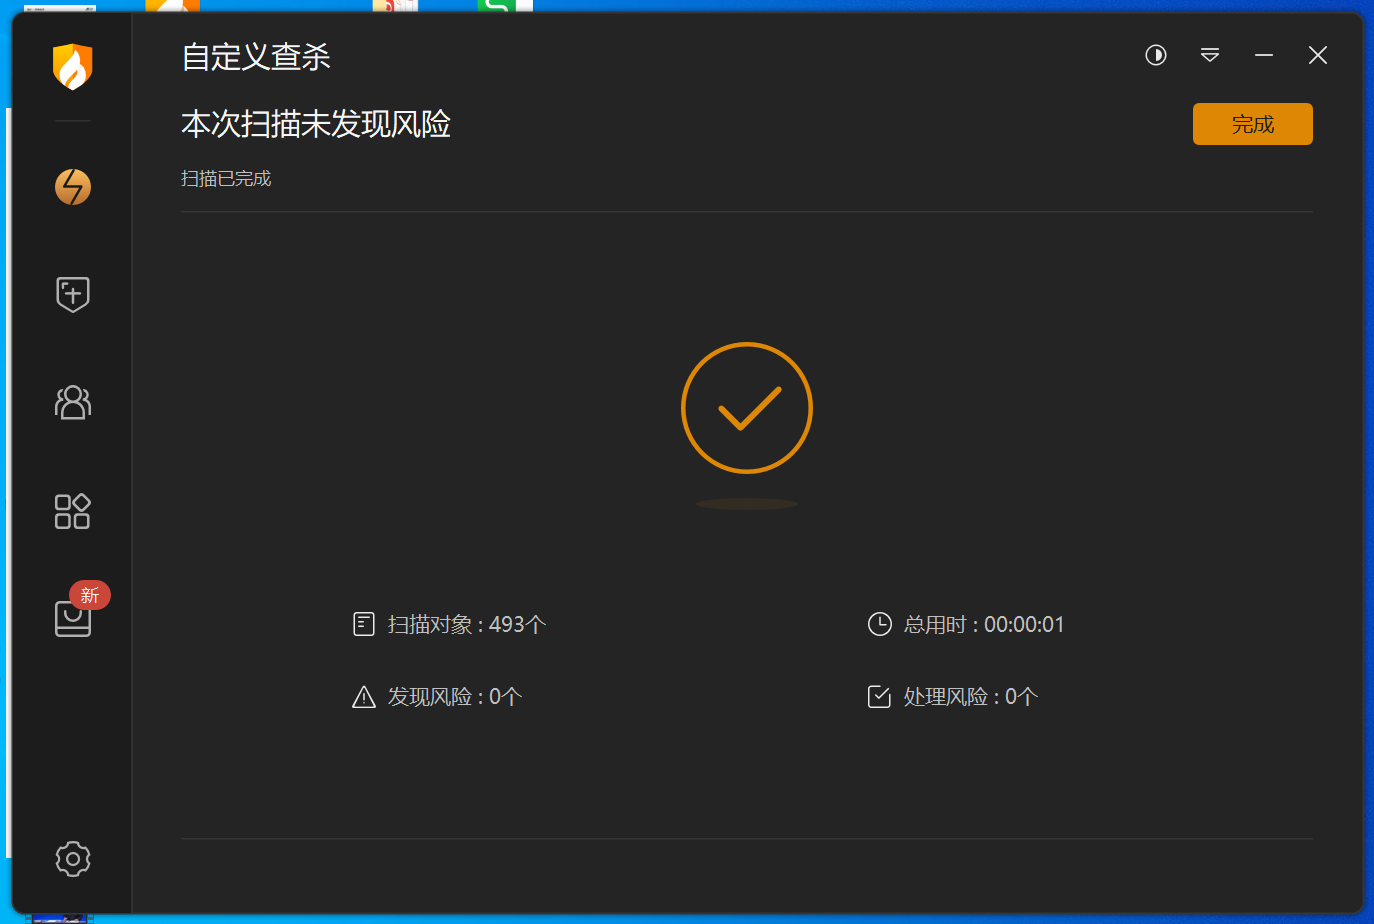 自定义查杀
本次扫描未发现风险
完成
扫描已完成
新
扫描对象 : 493个
总用时 : 00:00:01
发现风险 : 0个
处理风险 : 0个